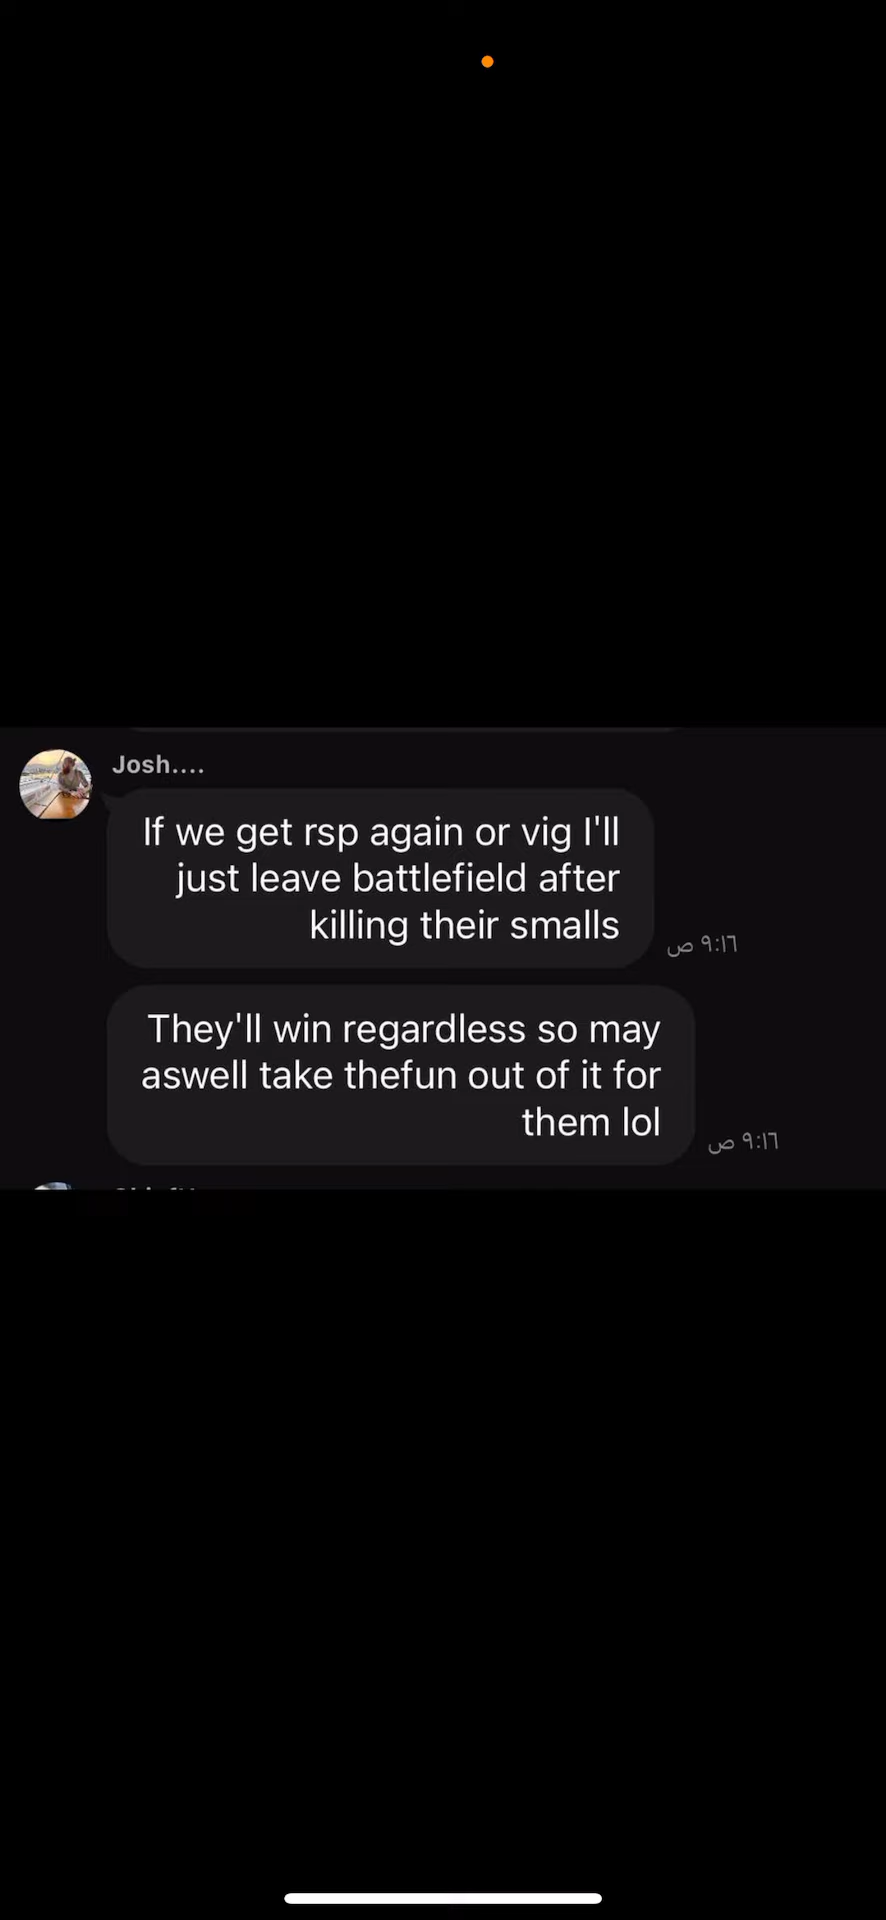 Josh....
If we get rsp again or vig I'll
just leave battlefield after
killing their smalls
٩:١٦ ص
They'll win regardless so may
aswell take thefun out of it for
them lol
٩:١٦ ص